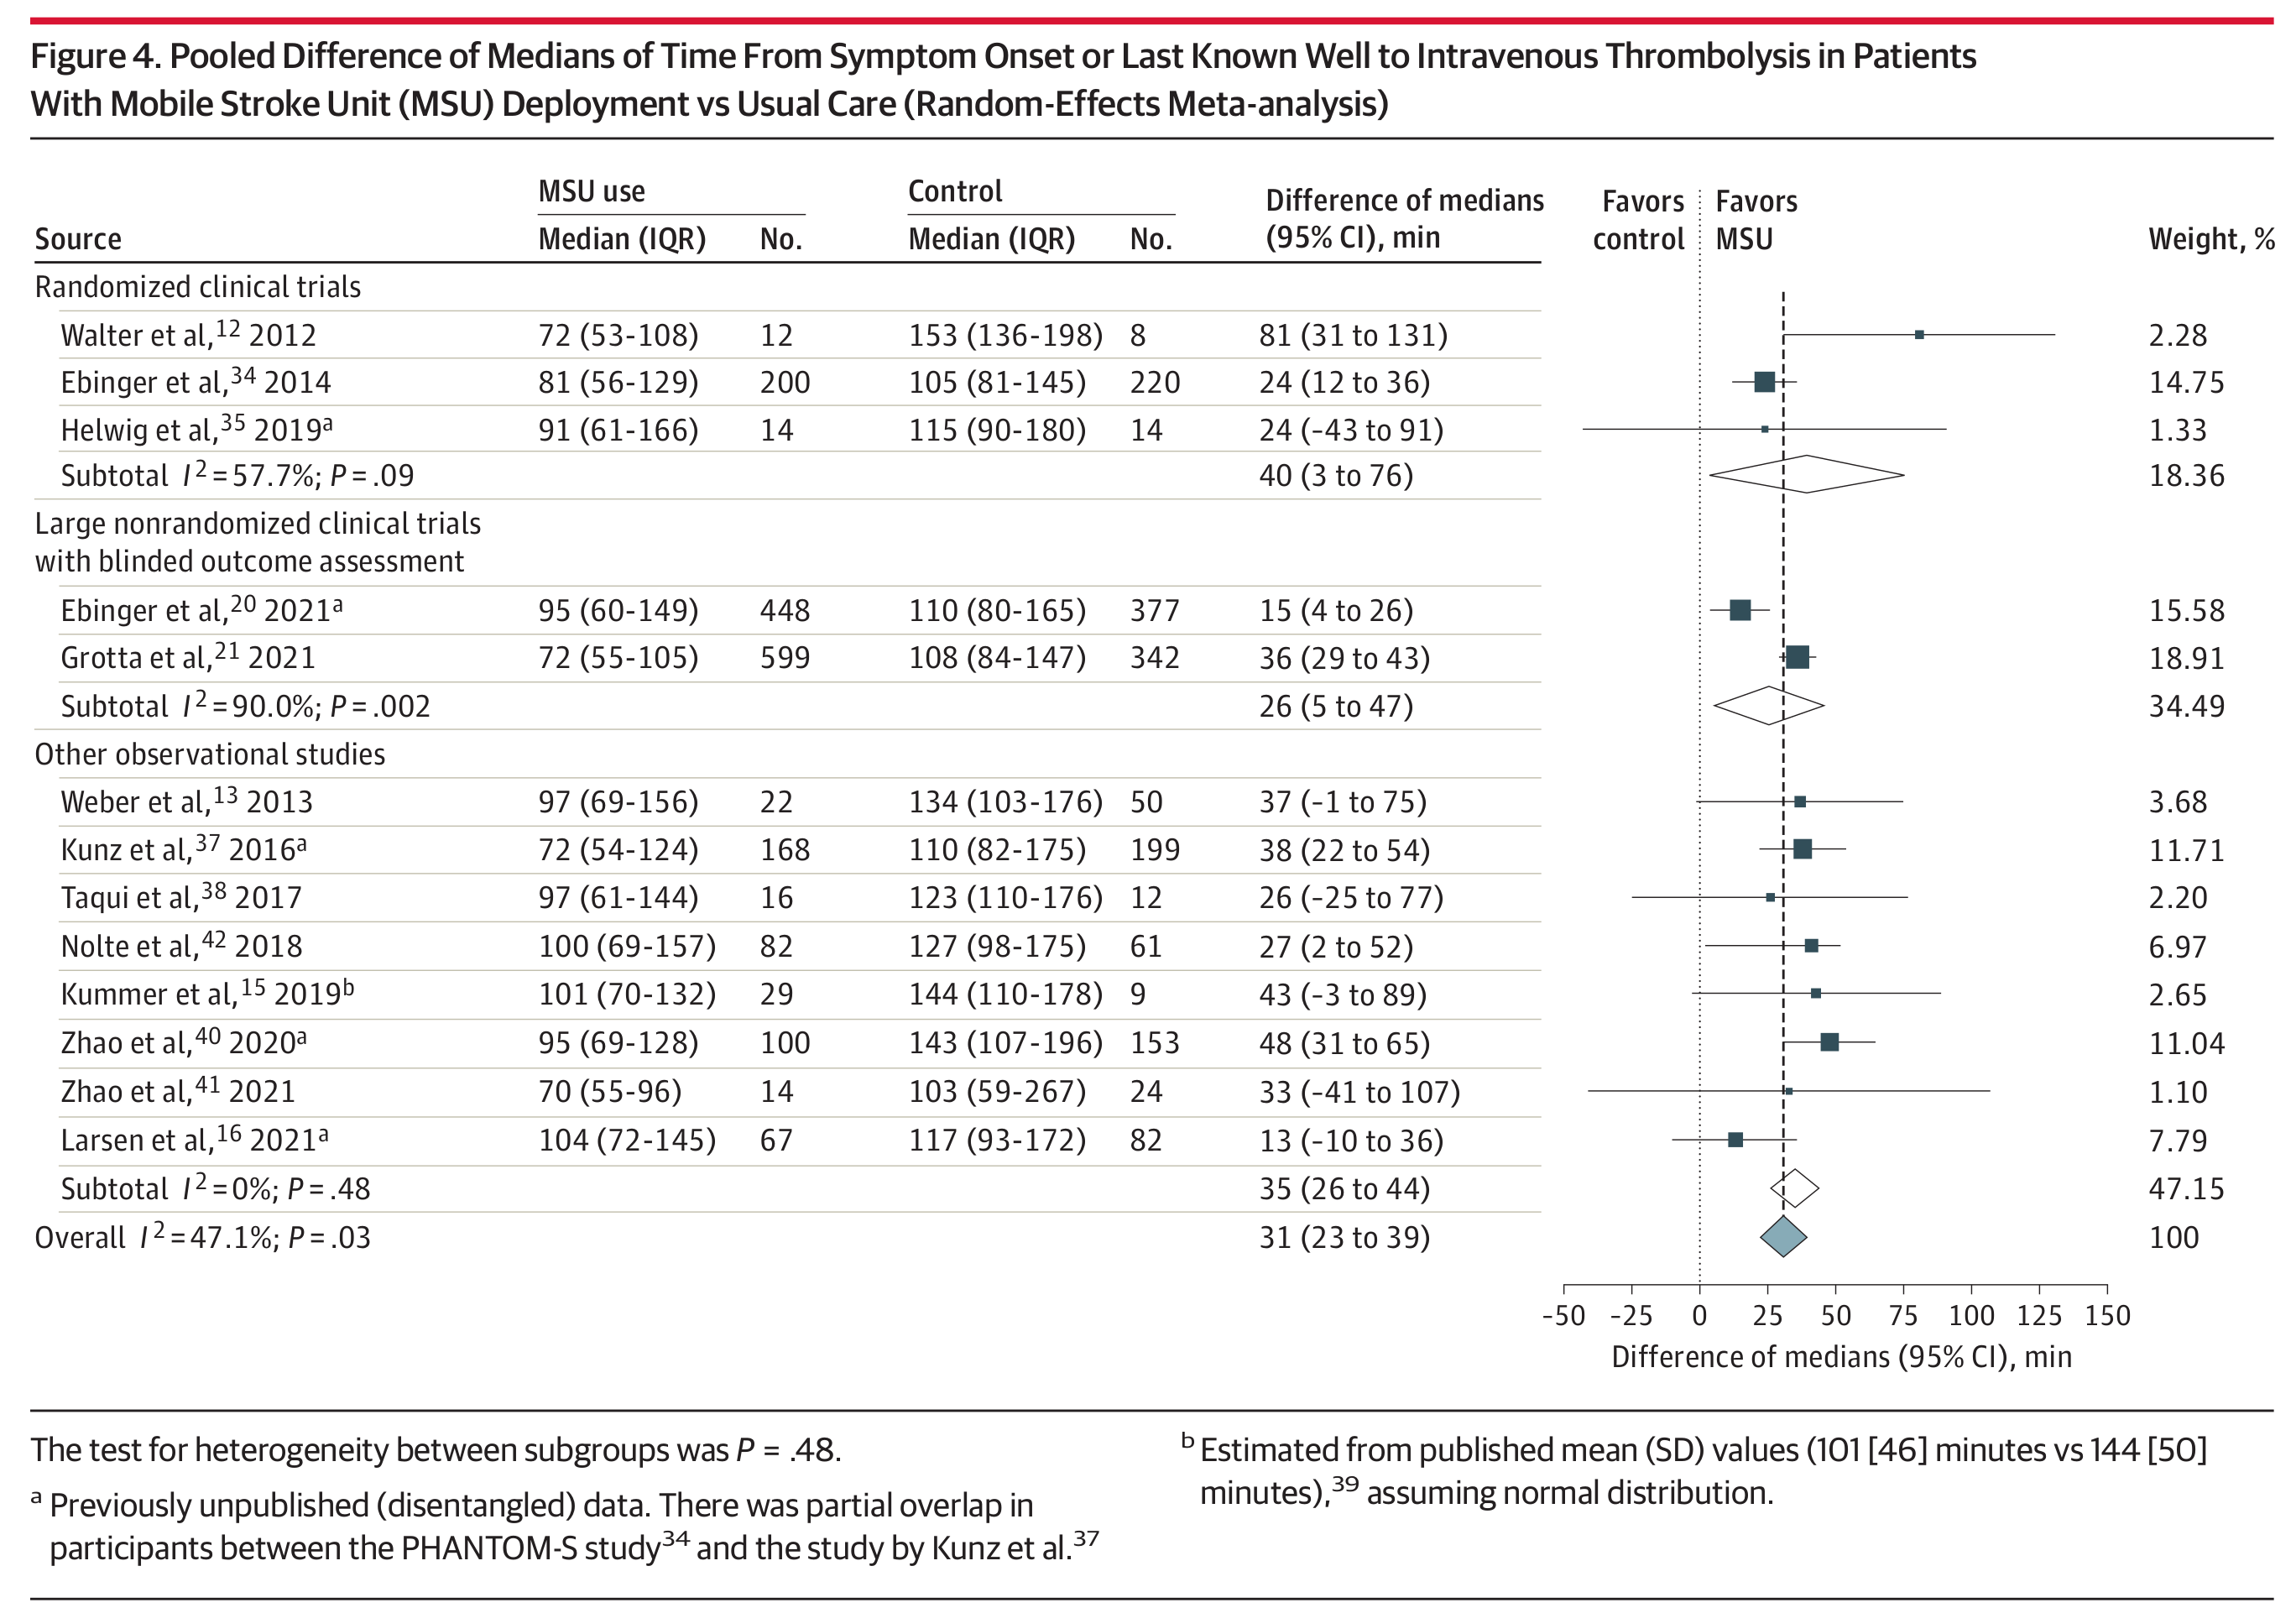 Figure 4. Pooled Difference of Medians of Time From Symptom Onset or Last Known Well to Intravenous Thrombolysis in Patients
With Mobile Stroke Unit (MSU) Deployment vs Usual Care (Random-Effects Meta-analysis)
MSU use Control Difference of medians Favors Favors
Source Median (IQR) No. Median (IQR) No. (95% CI), min control MSU Weight, %
Randomized clinical trials
Walter et al,12 2012 72 (53-108) 12 153 (136-198) 8 81 (31 to 131) 2.28
Ebinger et al,34 2014 81 (56-129) 200 105 (81-145) 220 24 (12 to 36) 14.75
Helwig et al,35 2019a 91 (61-166) 14 115 (90-180) 14 24 (–43 to 91) 1.33
Subtotal I2 = 57.7%; P = .09 40 (3 to 76) 18.36
Large nonrandomized clinical trials
with blinded outcome assessment
Ebinger et al,20 2021a 95 (60-149) 448 110 (80-165) 377 15 (4 to 26) 15.58
Grotta et al,21 2021 72 (55-105) 599 108 (84-147) 342 36 (29 to 43) 18.91
Subtotal I2 = 90.0%; P = .002 26 (5 to 47) 34.49
Other observational studies
Weber et al,13 2013 97 (69-156) 22 134 (103-176) 50 37 (–1 to 75) 3.68
Kunz et al,37 2016a 72 (54-124) 168 110 (82-175) 199 38 (22 to 54) 11.71
Taqui et al,38 2017 97 (61-144) 16 123 (110-176) 12 26 (–25 to 77) 2.20
Nolte et al,42 2018 100 (69-157) 82 127 (98-175) 61 27 (2 to 52) 6.97
Kummer et al,15 2019b 101 (70-132) 29 144 (110-178) 9 43 (–3 to 89) 2.65
Zhao et al,40 2020a 95 (69-128) 100 143 (107-196) 153 48 (31 to 65) 11.04
Zhao et al,41 2021 70 (55-96) 14 103 (59-267) 24 33 (–41 to 107) 1.10
Larsen et al,16 2021a 104 (72-145) 67 117 (93-172) 82 13 (–10 to 36) 7.79
Subtotal I2 = 0%; P = .48 35 (26 to 44) 47.15
Overall I2 = 47.1%; P = .03 31 (23 to 39) 100
–50 –25 0 25 50 75 100 125 150
Difference of medians (95% CI), min
The test for heterogeneity between subgroups was P = .48.
a Previously unpublished (disentangled) data. There was partial overlap in
participants between the PHANTOM-S study34 and the study by Kunz et al.37
b Estimated from published mean (SD) values (101 [46] minutes vs 144 [50]
minutes),39 assuming normal distribution.